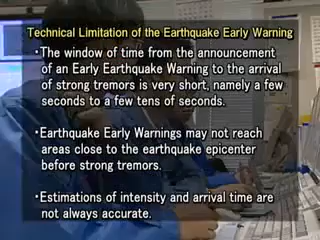 Technical Limitation of the Earthquake Early Warning
・The window of time from the announcement
of an Early Earthquake Warning to the arrival
of strong tremors is very short, namely a few
seconds to a few tens of seconds.
・Earthquake Early Warnings may not reach
areas close to the earthquake epicenter
before strong tremors.
・Estimations of intensity and arrival time are
not always accurate.